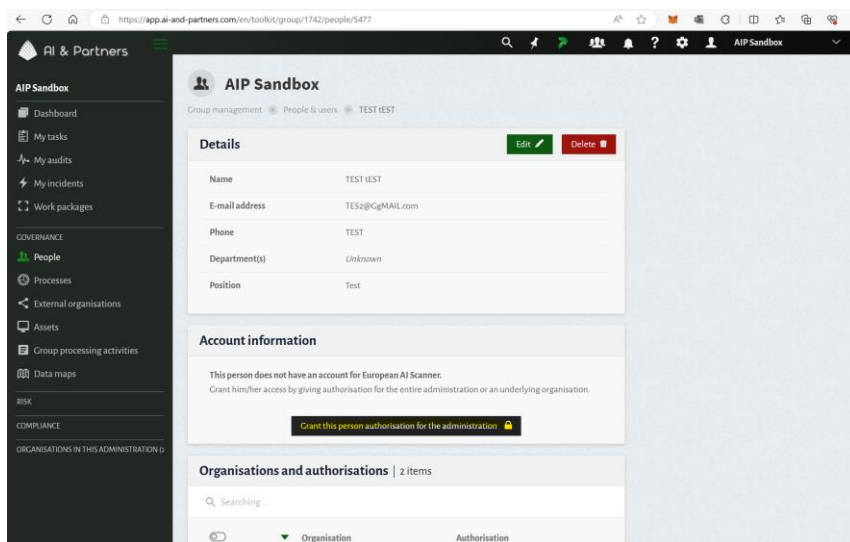 https://app.ai-and-partners.com/en/toolkit/group/1742/people/5477
AI & Partners
AIP Sandbox
AIP Sandbox
Dashboard
My tasks
My audits
My incidents
Work packages
GOVERNANCE
People
Processes
External organisations
Assets
Group processing activities
Data maps
RISK
COMPLIANCE
ORGANISATIONS IN THIS ADMINISTRATION
AIP Sandbox
Group management People & users TEST tEST
Details Edit Delete
Name TEST tEST
E-mail address TES2@GgMAIL.com
Phone TEST
Department(s) Unknown
Position Test
Account information
This person does not have an account for European AI Scanner.
Grant him/her access by giving authorisation for the entire administration or an underlying organisation.
Grant this person authorisation for the administration
Organisations and authorisations | 2 items
Searching ...
Organisation Authorisation